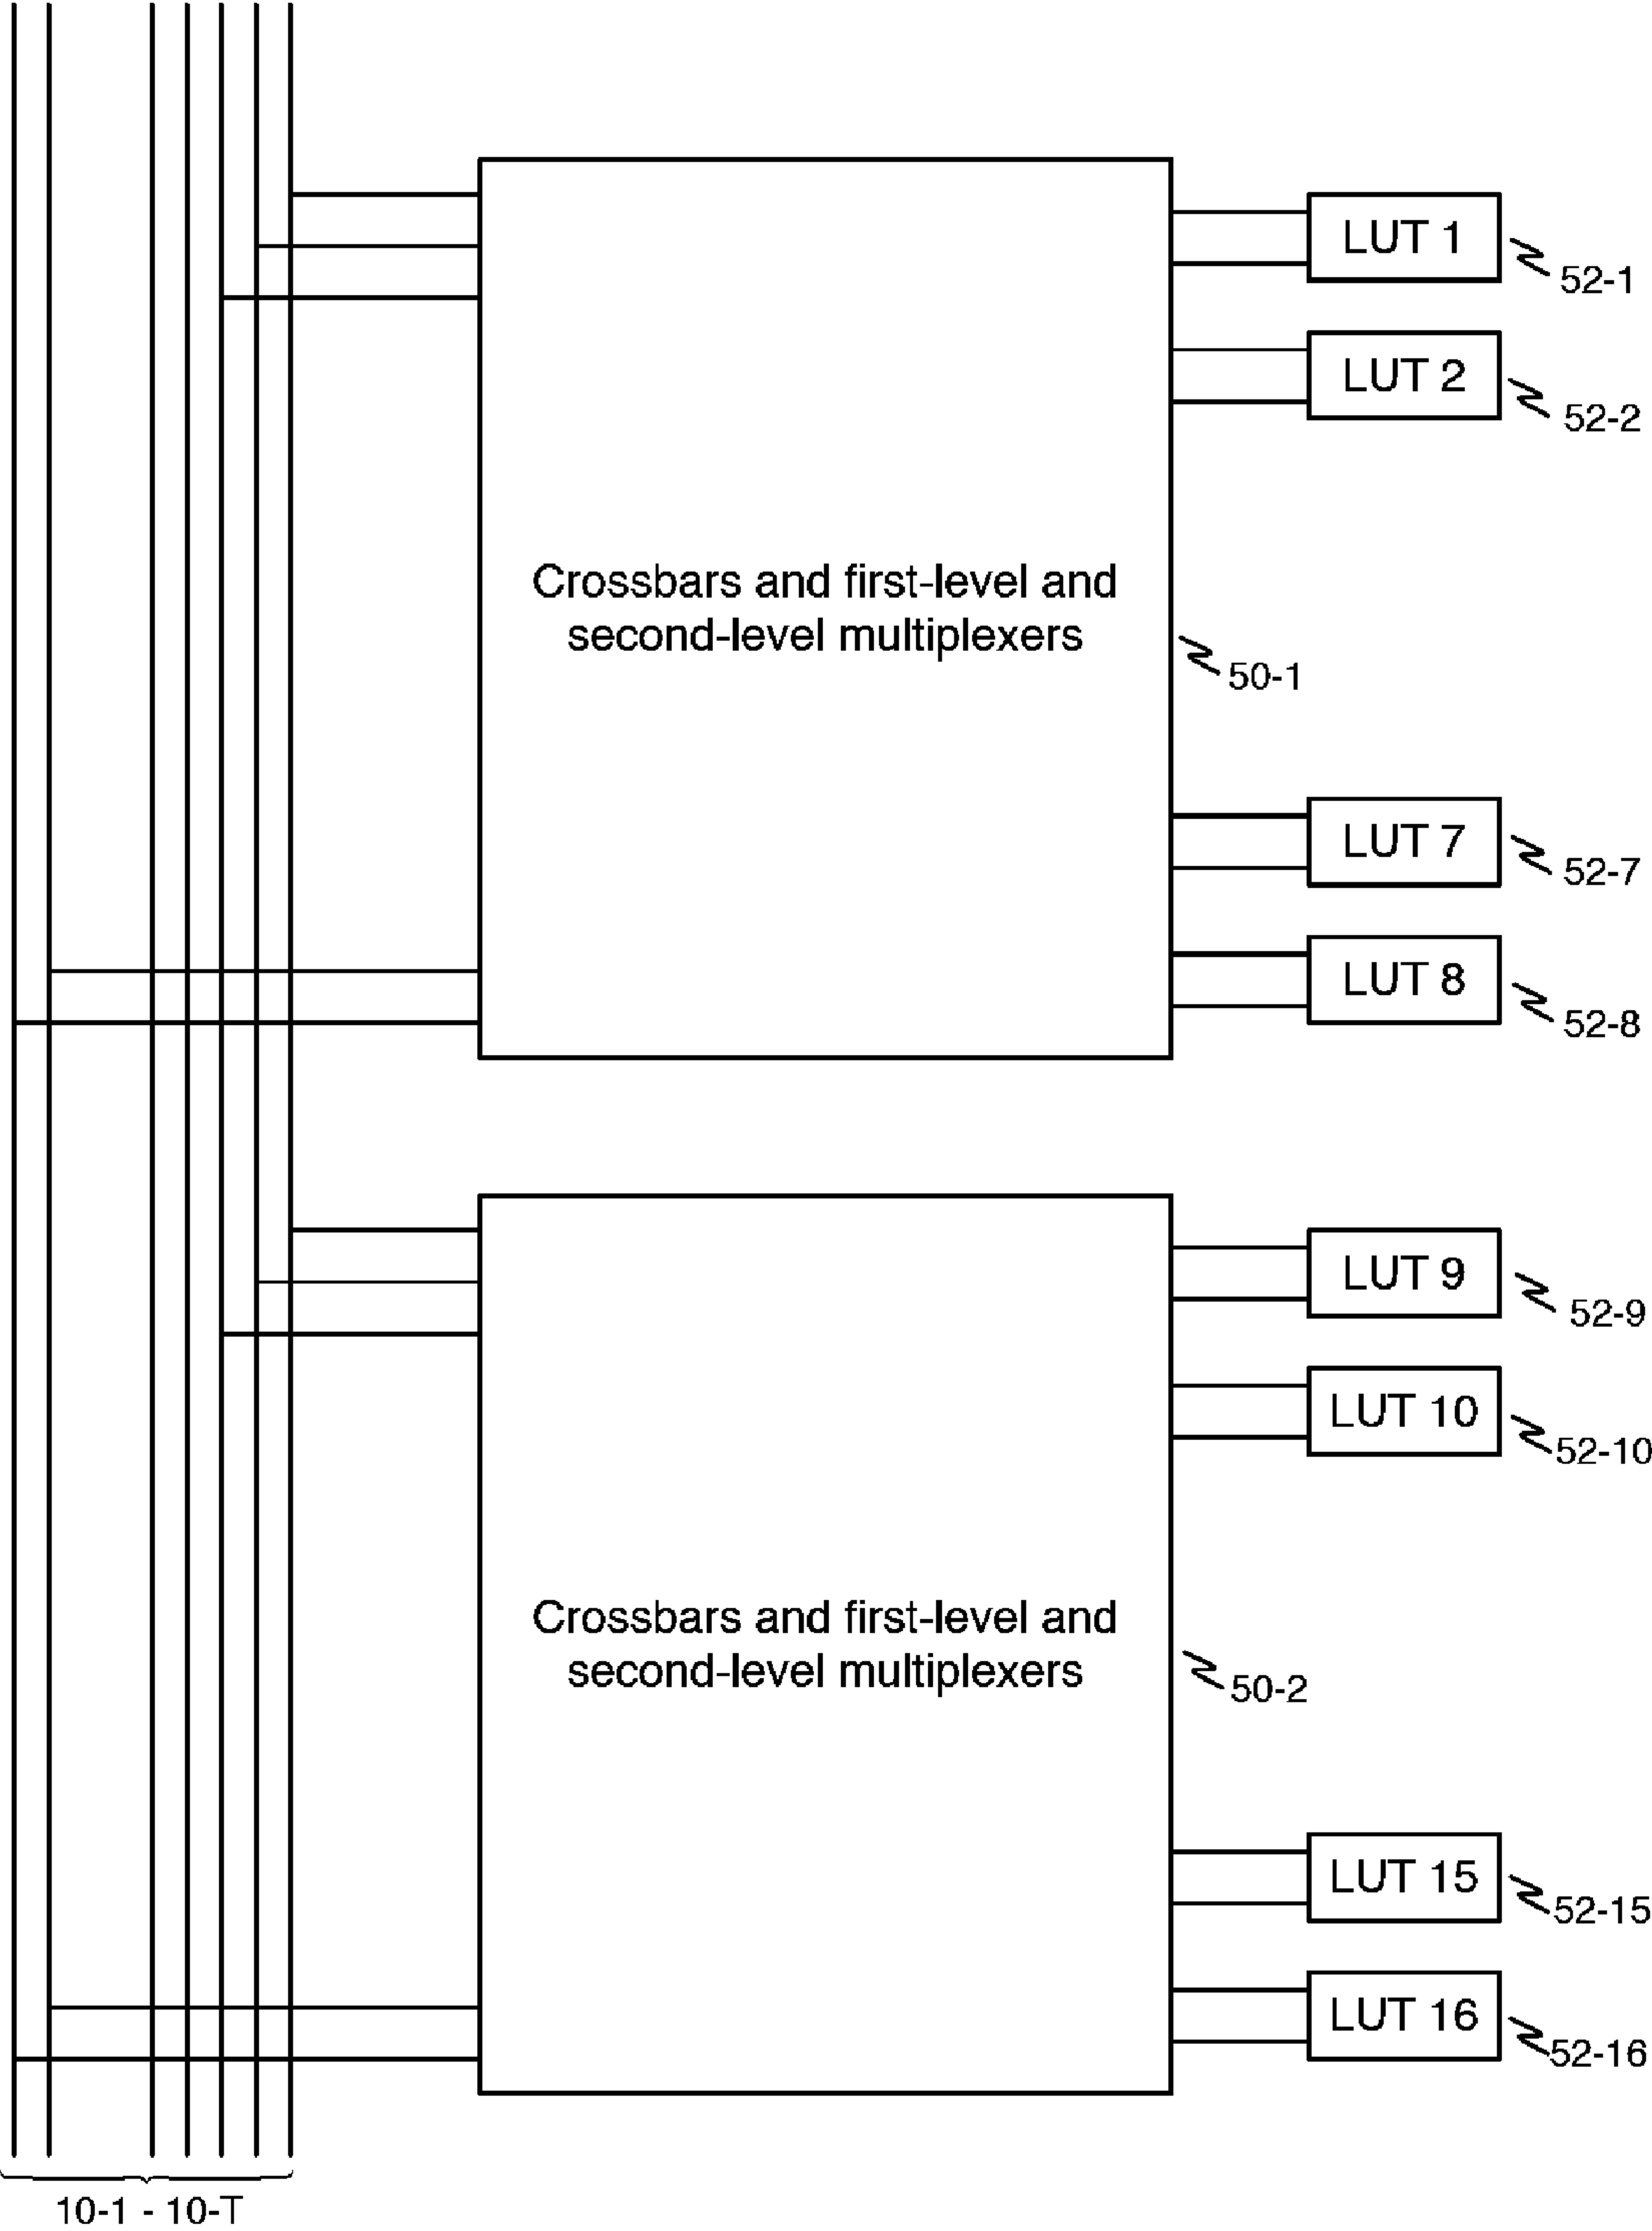 LUT 1
52-1
LUT 2
52-2
Crossbars and first-level and
second-level multiplexers
50-1
LUT 7
52-7
LUT 8
52-8
LUT 9
52-9
LUT 10
52-10
Crossbars and first-level and
second-level multiplexers
50-2
LUT 15
52-15
LUT 16
52-16
10-1 - 10-T